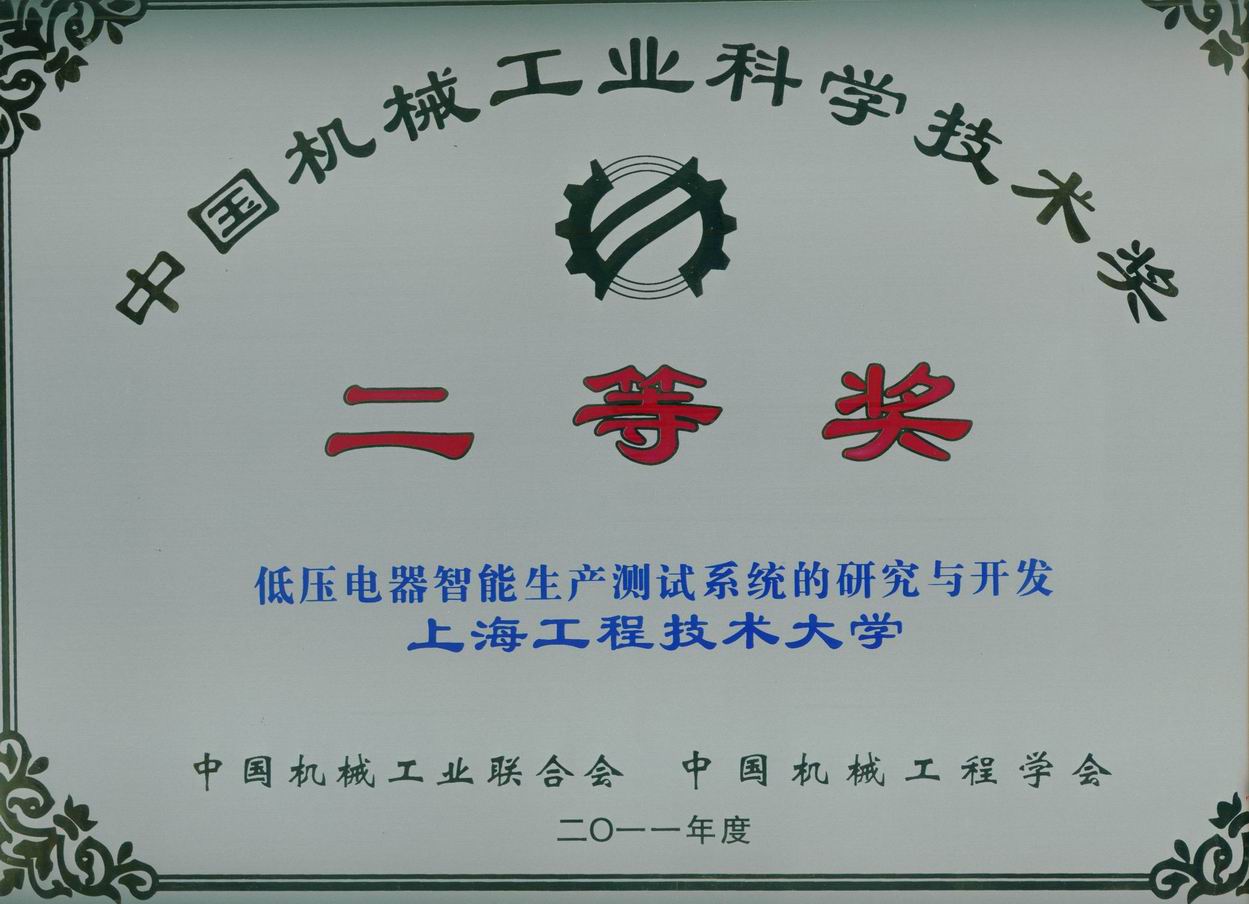 中国机械工业科学技术奖
二等奖
低压电器智能生产测试系统的研究与开发
上海工程技术大学
中国机械工业联合会 中国机械工程学会
二〇一一年度